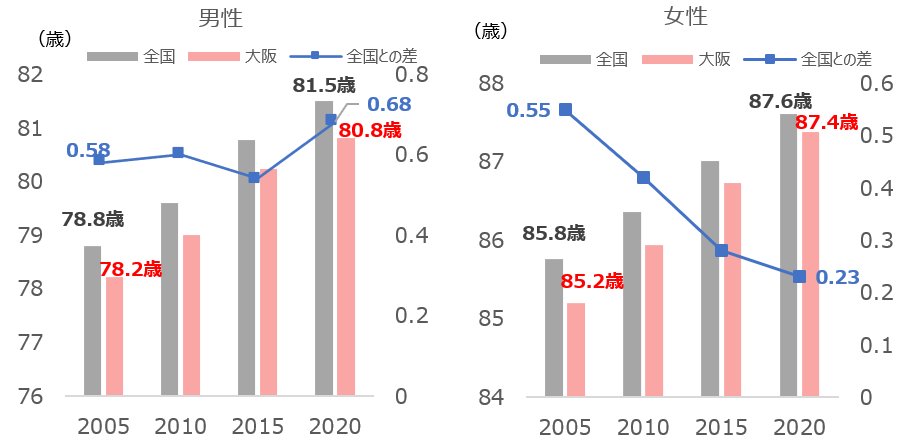 男性
(歳)
全国 大阪 全国との差
82
81
80
79
78
77
76
0.8
0.6
0.4
0.2
0
81.5歳
0.68
80.8歳
0.58
78.8歳
78.2歳
2005 2010 2015 2020
女性
(歳)
全国 大阪 全国との差
88
87
86
85
84
0.6
0.5
0.4
0.3
0.2
0.1
0
87.6歳
87.4歳
0.55
85.8歳
85.2歳
0.23
2005 2010 2015 2020